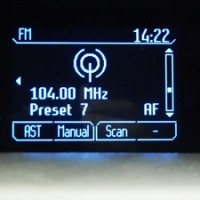 FM 14:22
104.00 MHz
Preset 7 AF
AST Manual Scan -